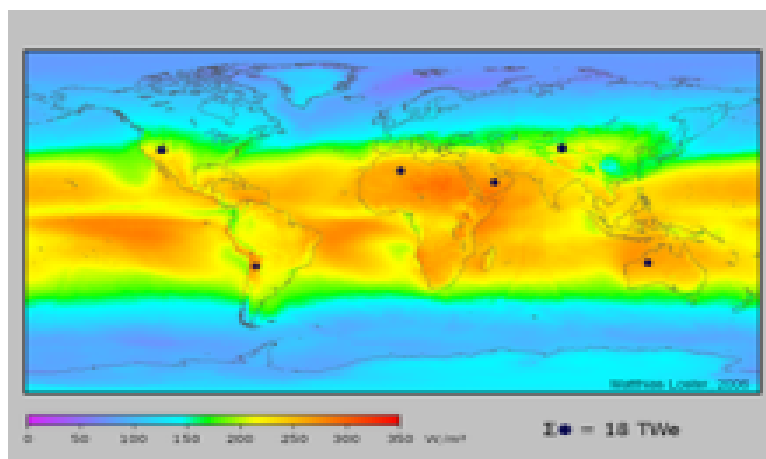 Matthias Loster, 2006
0 50 100 150 200 250 300 350 W/m²
Σ● = 18 TWe